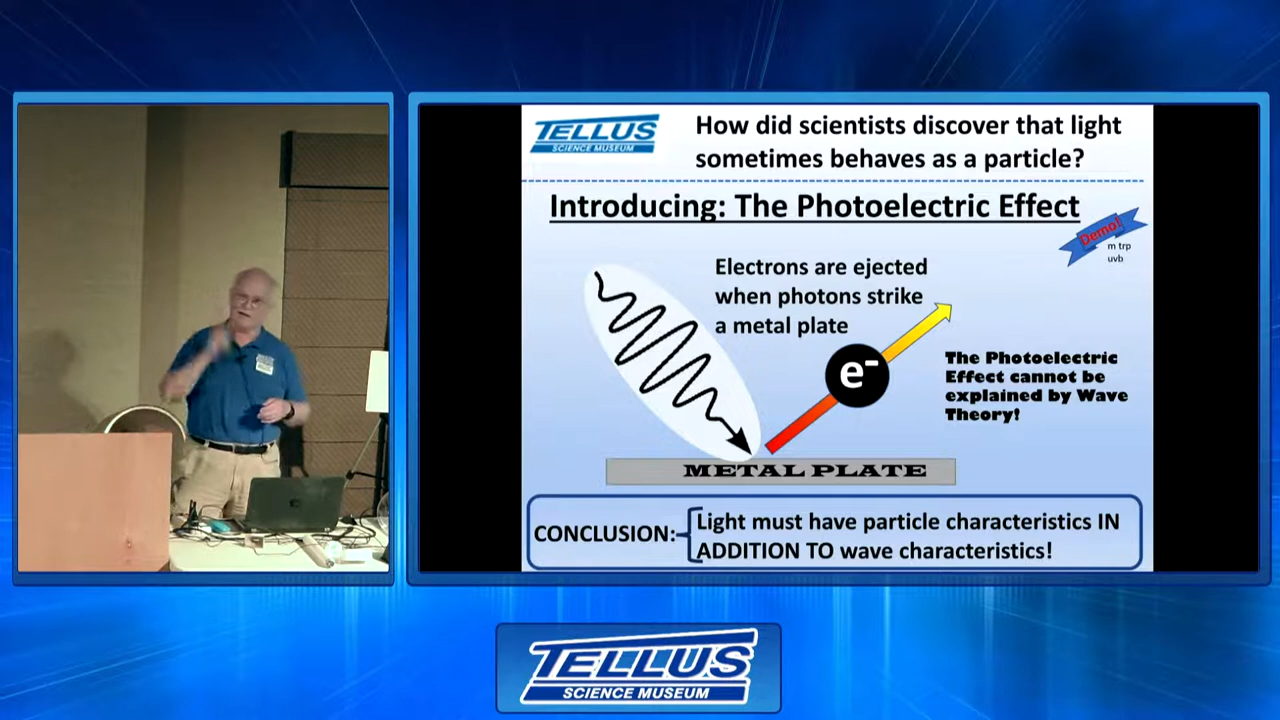 TELLUS
SCIENCE MUSEUM
How did scientists discover that light
sometimes behaves as a particle?
Introducing: The Photoelectric Effect
Demo!
m trp
uvb
Electrons are ejected
when photons strike
a metal plate
e-
The Photoelectric
Effect cannot be
explained by Wave
Theory!
METAL PLATE
CONCLUSION:
Light must have particle characteristics IN
ADDITION TO wave characteristics!
TELLUS
SCIENCE MUSEUM